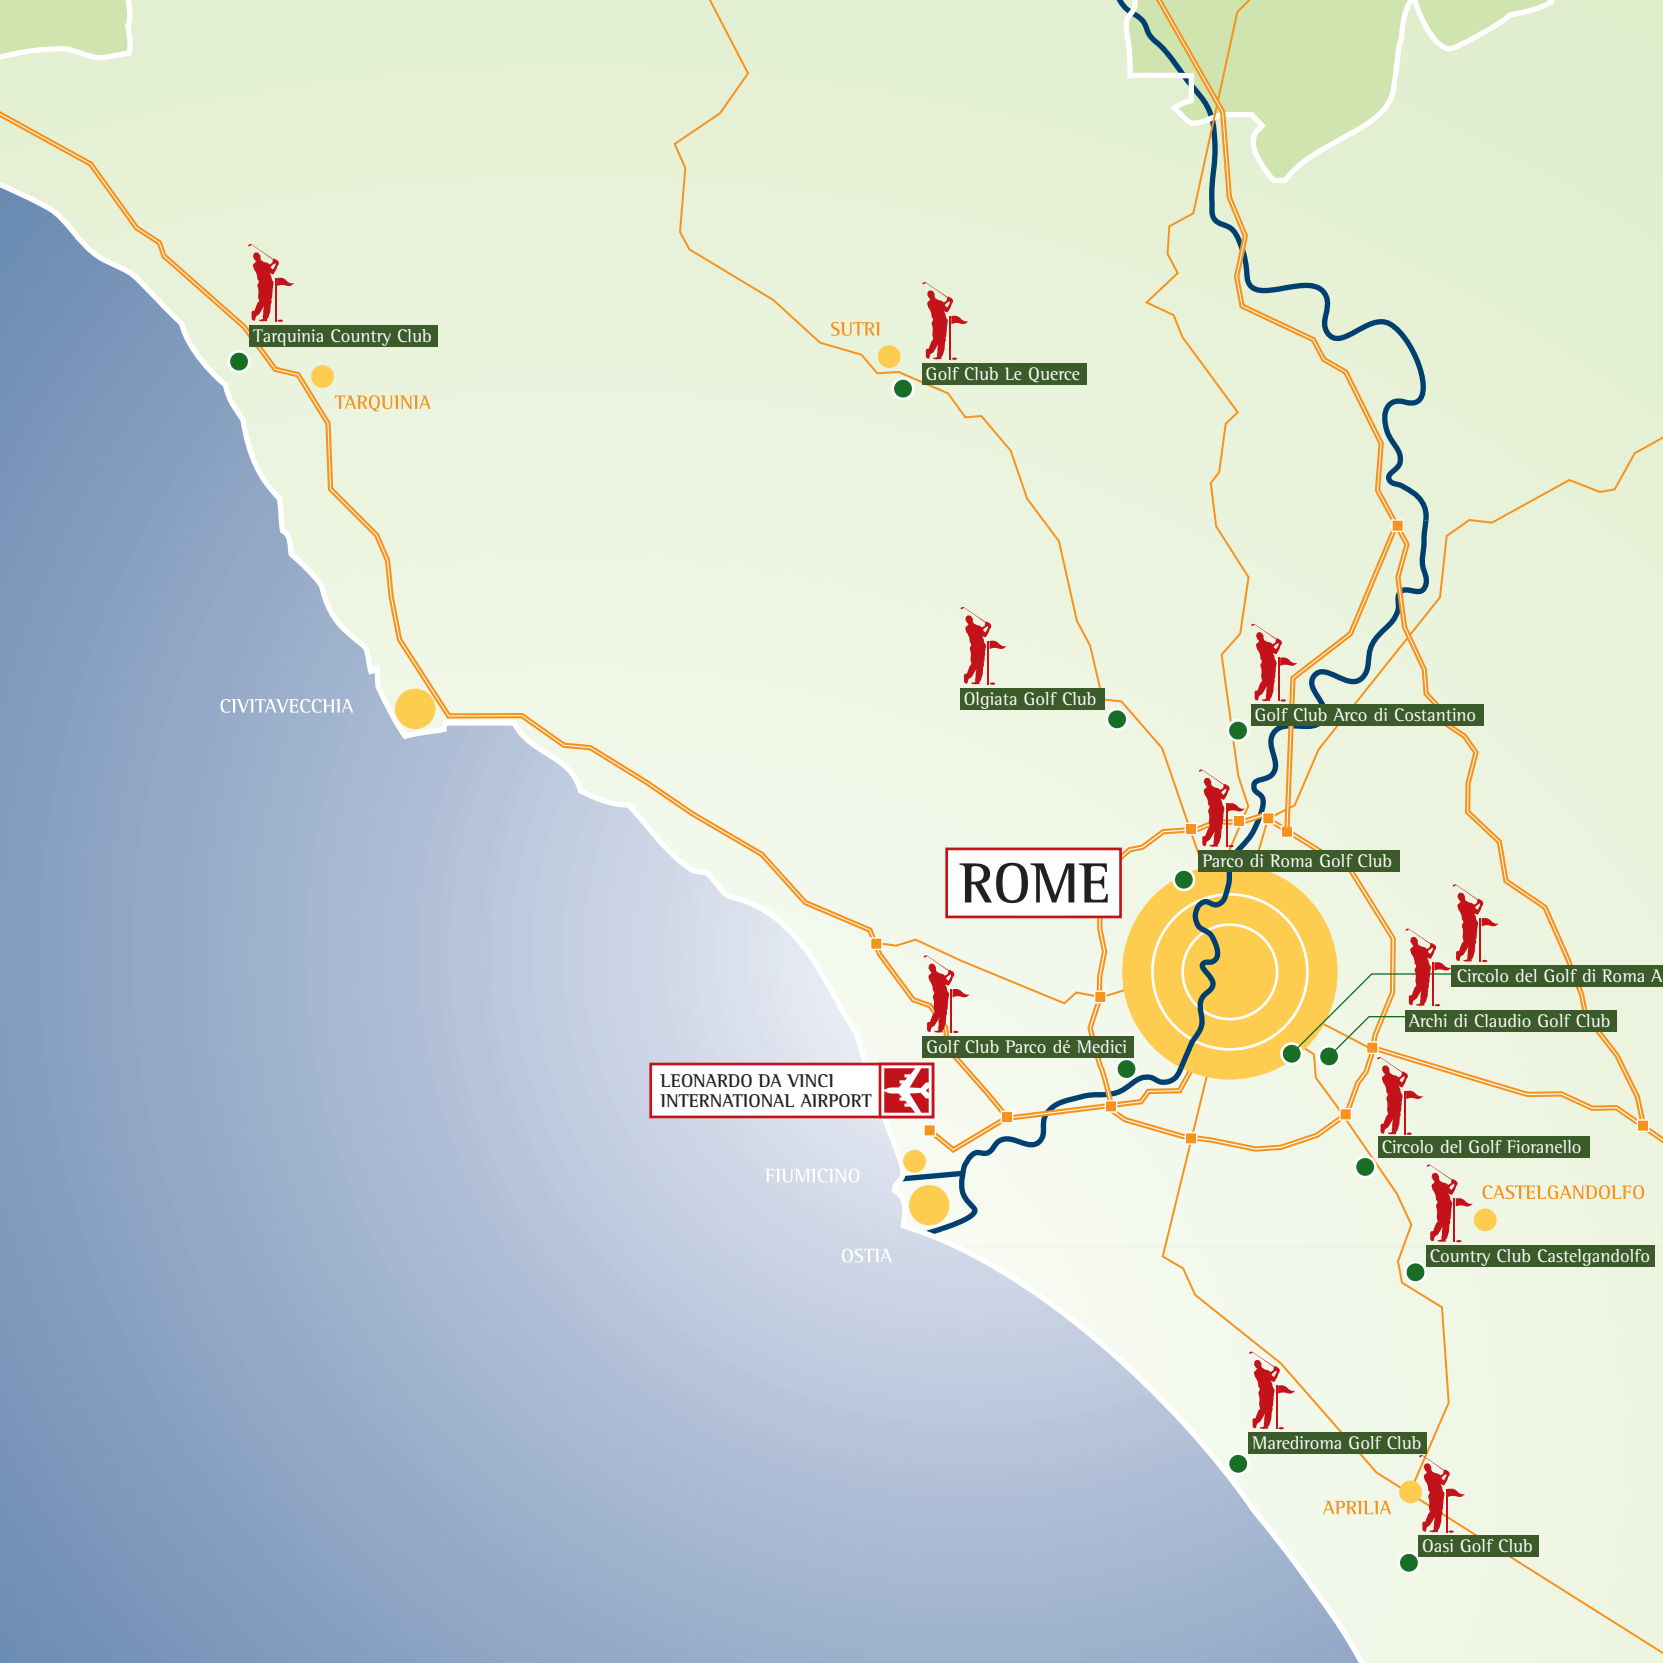 Tarquinia Country Club
SUTRI
Golf Club Le Querce
TARQUINIA
Olgiata Golf Club
CIVITAVECCHIA
Golf Club Arco di Costantino
Parco di Roma Golf Club
ROME
Circolo del Golf di Roma A
Archi di Claudio Golf Club
Golf Club Parco dé Medici
LEONARDO DA VINCI
INTERNATIONAL AIRPORT
Circolo del Golf Fioranello
FIUMICINO
CASTELGANDOLFO
OSTIA
Country Club Castelgandolfo
Marediroma Golf Club
APRILIA
Oasi Golf Club